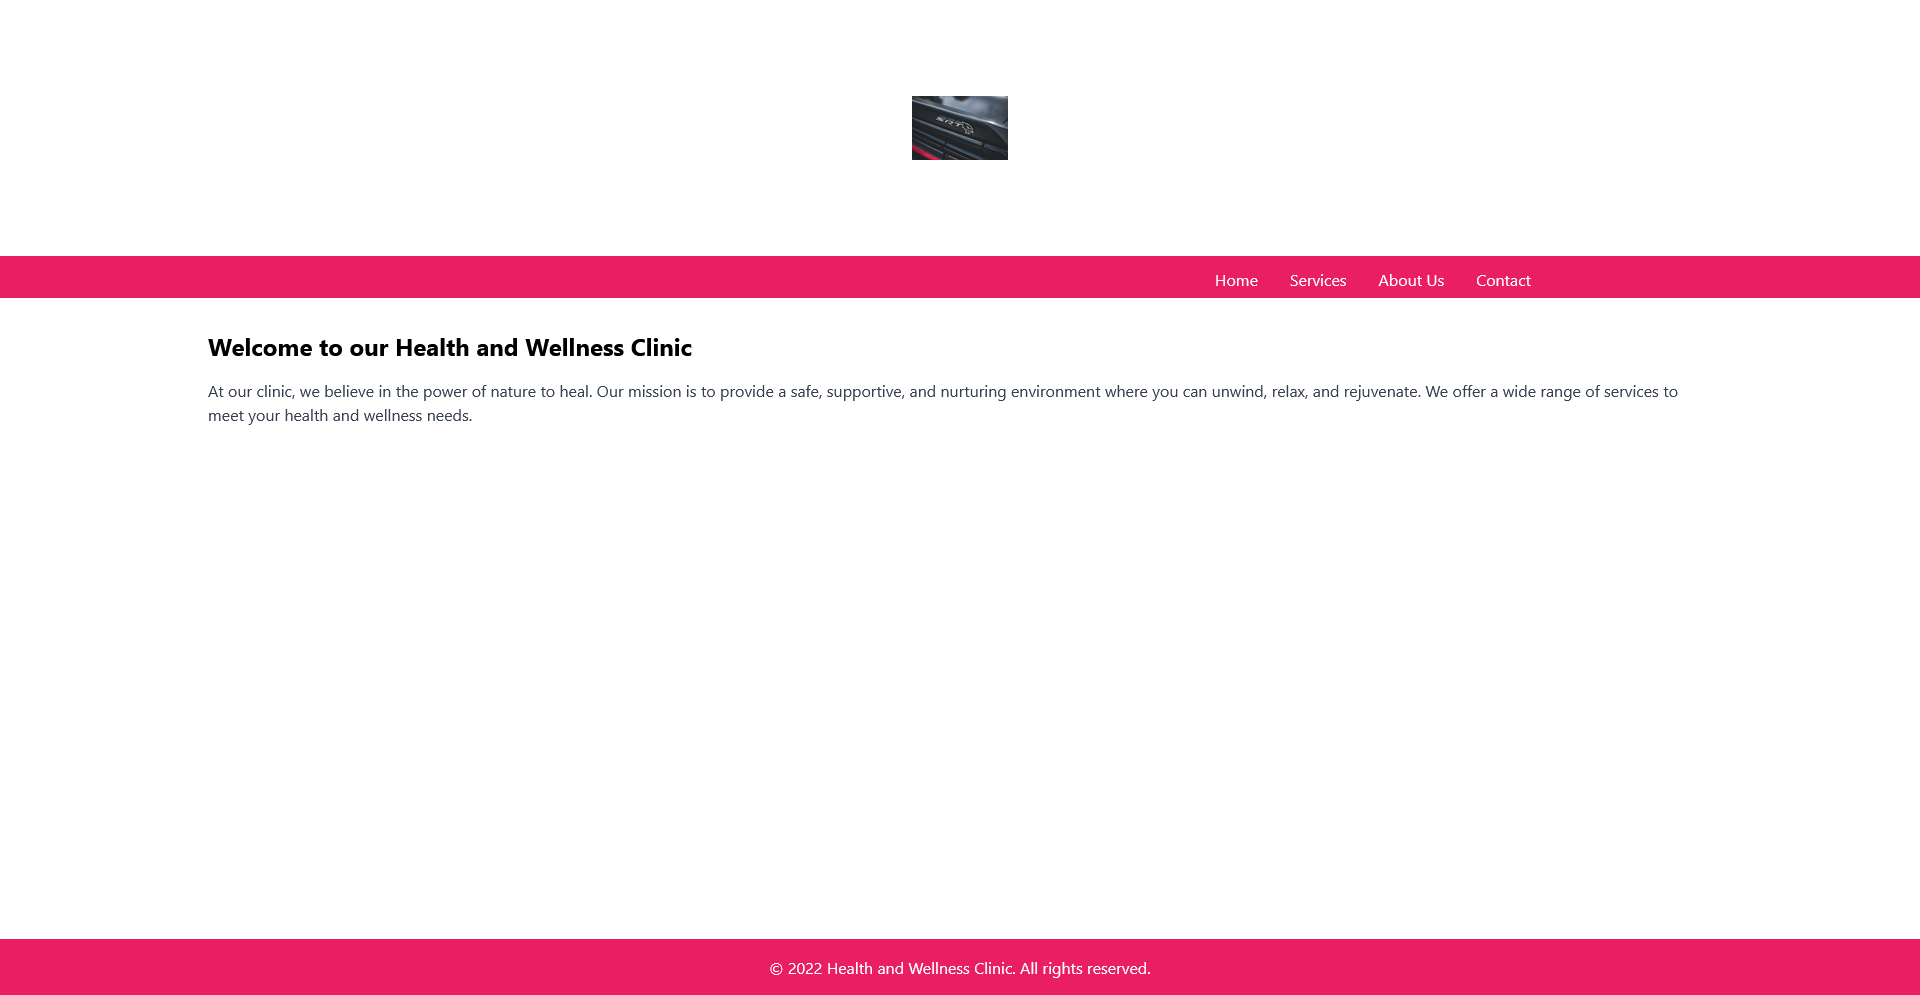 SRT
Home Services About Us Contact
Welcome to our Health and Wellness Clinic
At our clinic, we believe in the power of nature to heal. Our mission is to provide a safe, supportive, and nurturing environment where you can unwind, relax, and rejuvenate. We offer a wide range of services to
meet your health and wellness needs.
© 2022 Health and Wellness Clinic. All rights reserved.